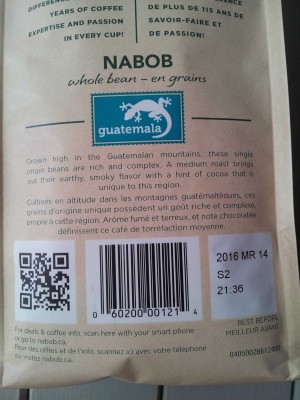 DIFFERENCE
YEARS OF COFFEE
EXPERTISE AND PASSION
IN EVERY CUP!
DE PLUS DE 115 ANS DE
SAVOIR-FAIRE ET
DE PASSION!
NABOB
whole bean – en grains
guatemala
Grown high in the Guatemalan mountains, these single
origin beans are rich and complex. A medium roast brings
out their earthy, smoky flavor with a hint of cocoa that is
unique to this region.
Cultivés en altitude dans les montagnes guatémaltèques, ces
grains d'origine unique possèdent un goût riche et complexe,
propre à cette région. Arôme fumé et terreux, et note chocolatée
définissent ce café de torréfaction moyenne.
2016 MR 14
S2
21:36
0 60200 00121 4
BEST BEFORE
MEILLEUR AVANT
For deals & coffee info, scan here with your smart phone
or go to nabob.ca.
Pour des offres et de l'info, scannez ici avec votre téléphone
ou visitez nabob.ca.
04050026612400